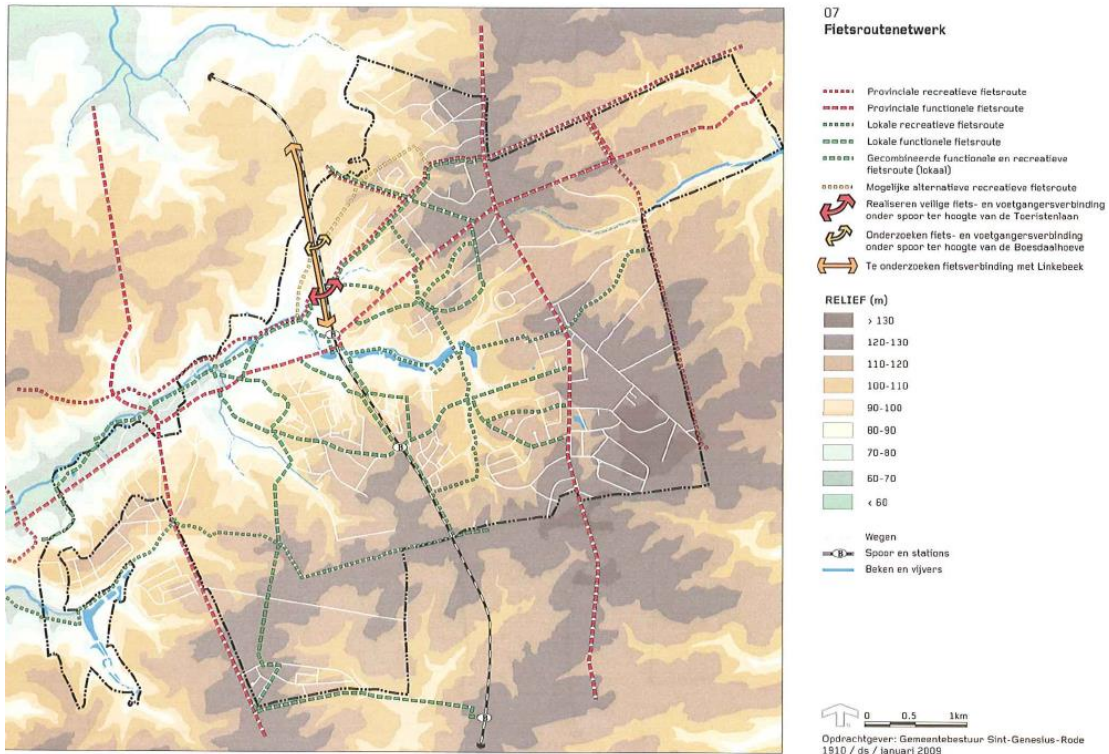 07
Fietsroutenetwerk
Provinciale recreatieve fietsroute
Provinciale functionele fietsroute
Lokale recreatieve fietsroute
Lokale functionele fietsroute
Gecombineerde functionele en recreatieve
fietsroute (lokaal)
Mogelijke alternatieve recreatieve fietsroute
Realiseren veilige fiets- en voetgangersverbinding
onder spoor ter hoogte van de Toeristenlaan
Onderzoeken fiets- en voetgangersverbinding
onder spoor ter hoogte van de Boesdaalhoeve
Te onderzoeken fietsverbinding met Linkebeek
RELIEF (m)
> 130
120-130
110-120
100-110
90-100
80-90
70-80
60-70
< 60
Wegen
B Spoor en stations
Beken en vijvers
B
B
B
0 0.5 1km
Opdrachtgever: Gemeentebestuur Sint-Genesius-Rode
1910 / ds / januari 2009